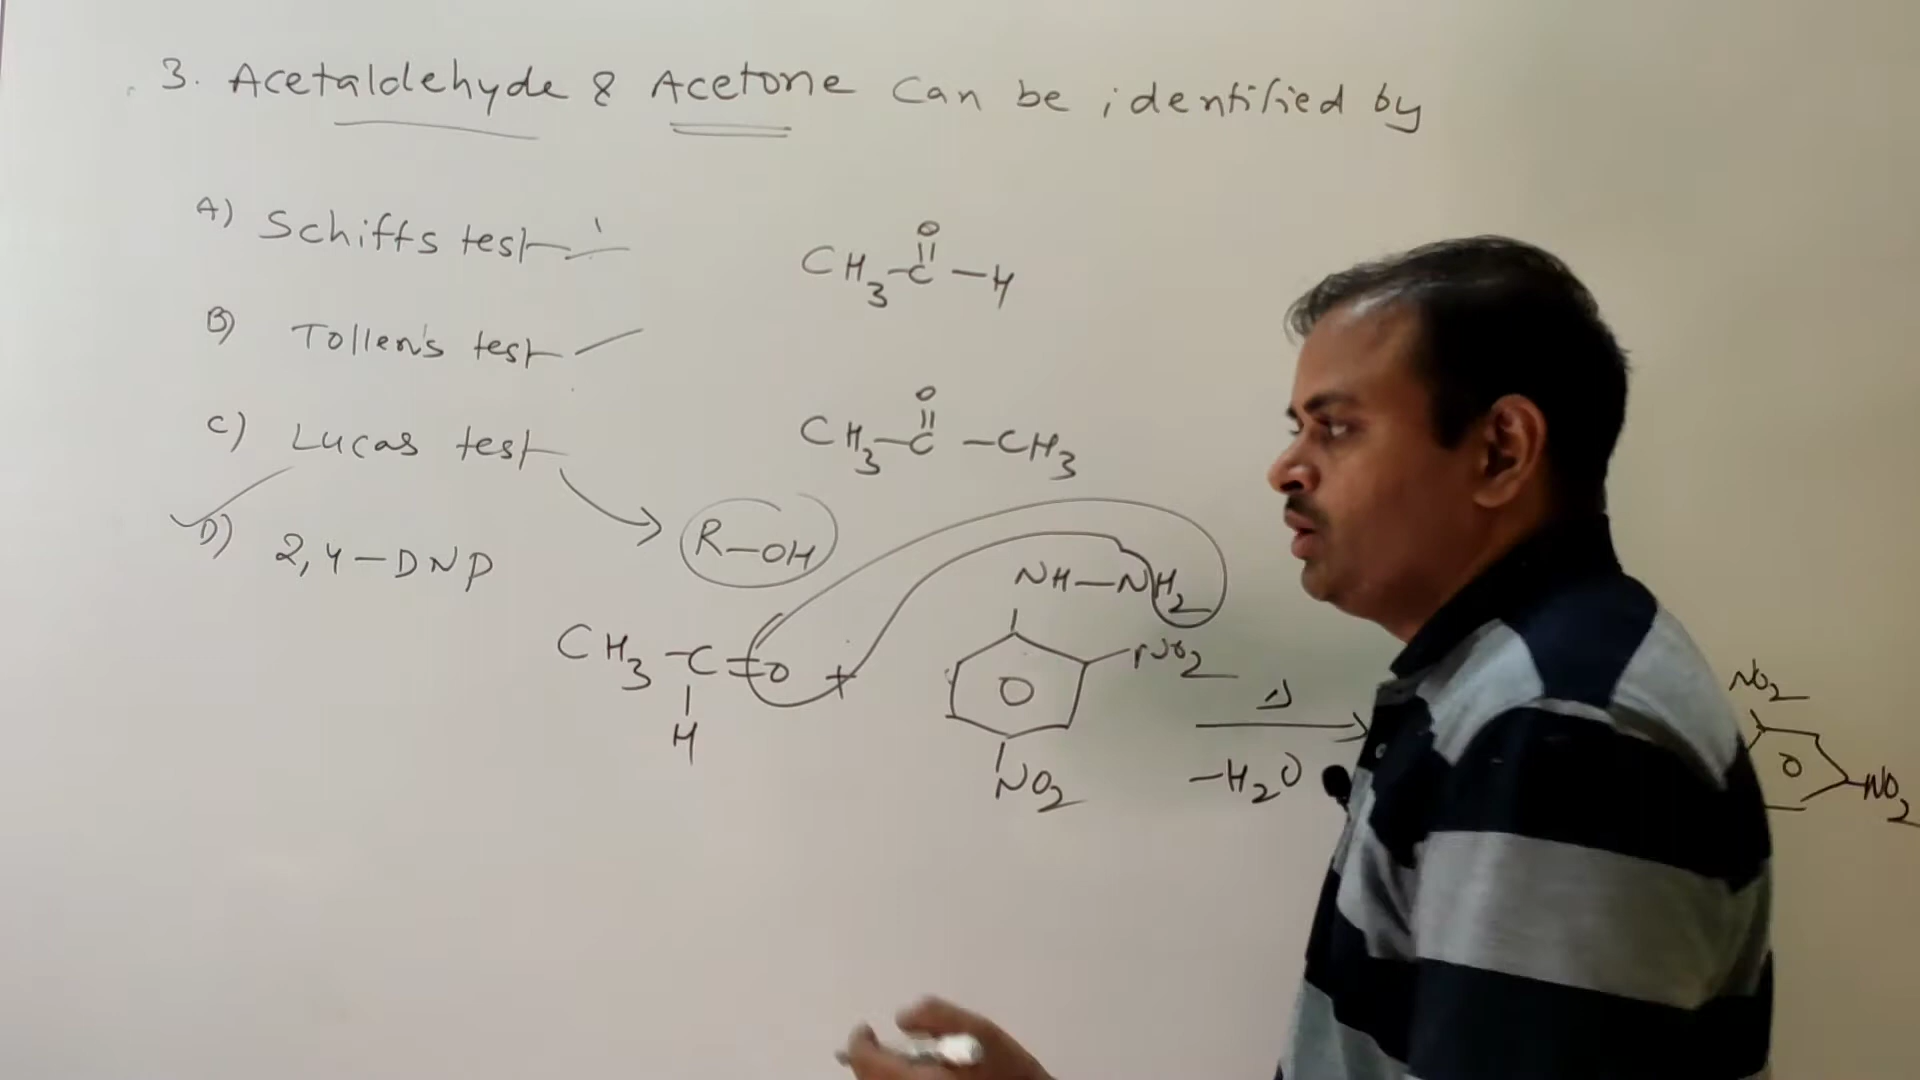 3. Acetaldehyde & Acetone can be identified by
A) Schiffs test
B) Tollen's test
C) Lucas test
D) 2,4-DNP
O
CH3-C-H
O
CH3-C-CH3
R-OH
NH-NH2
CH3-C=O +
H
NO2
NO2
Δ
-H2O
NO2
NO2